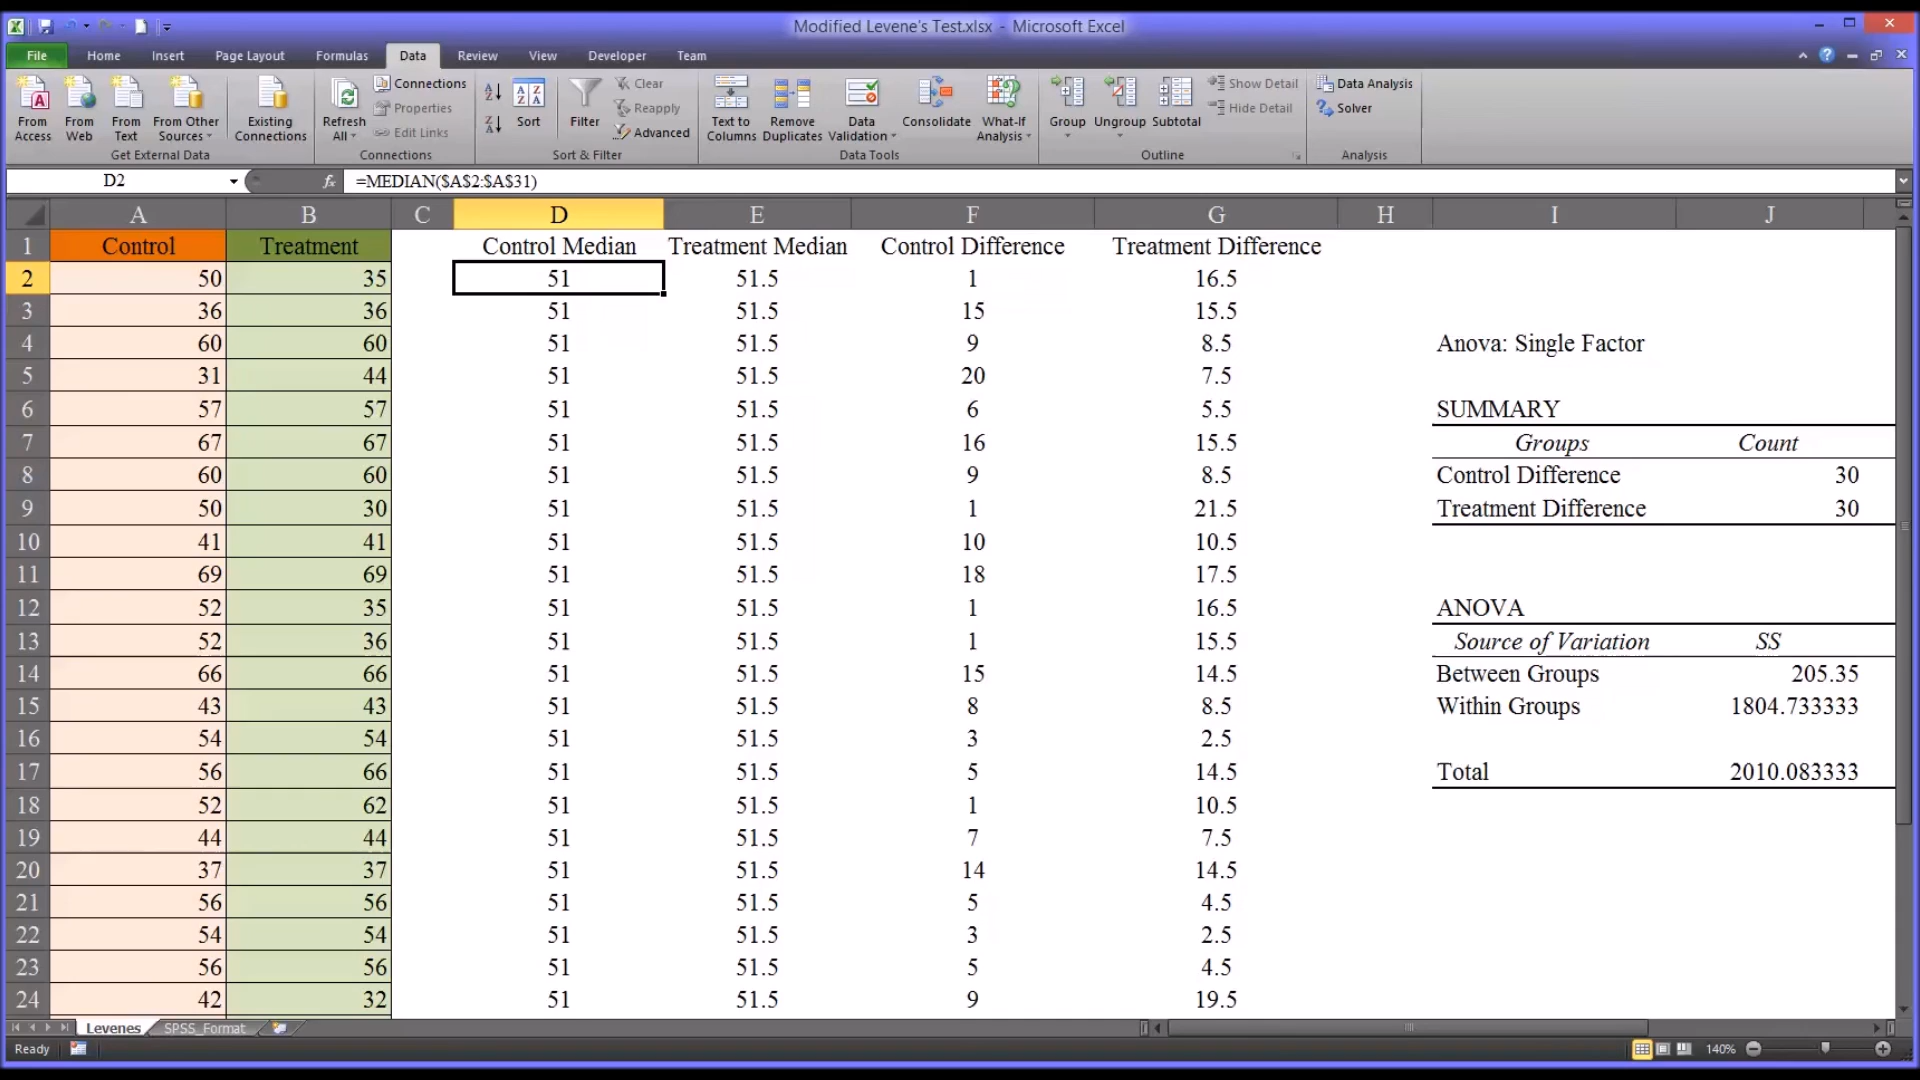 Modified Levene's Test.xlsx - Microsoft Excel
File Home Insert Page Layout Formulas Data Review View Developer Team
From Access
From Web
From Text
From Other Sources
Existing Connections
Get External Data
Refresh All
Connections
Properties
Edit Links
Connections
Sort
Filter
Clear
Reapply
Advanced
Sort & Filter
Text to Columns
Remove Duplicates
Data Validation
Consolidate
What-If Analysis
Data Tools
Group
Ungroup
Subtotal
Show Detail
Hide Detail
Outline
Data Analysis
Solver
Analysis
D2 fx =MEDIAN($A$2:$A$31)
A B C D E F G H I J
1 Control Treatment Control Median Treatment Median Control Difference Treatment Difference
2 50 35 51 51.5 1 16.5
3 36 36 51 51.5 15 15.5
4 60 60 51 51.5 9 8.5 Anova: Single Factor
5 31 44 51 51.5 20 7.5
6 57 57 51 51.5 6 5.5 SUMMARY
7 67 67 51 51.5 16 15.5 Groups Count
8 60 60 51 51.5 9 8.5 Control Difference 30
9 50 30 51 51.5 1 21.5 Treatment Difference 30
10 41 41 51 51.5 10 10.5
11 69 69 51 51.5 18 17.5
12 52 35 51 51.5 1 16.5 ANOVA
13 52 36 51 51.5 1 15.5 Source of Variation SS
14 66 66 51 51.5 15 14.5 Between Groups 205.35
15 43 43 51 51.5 8 8.5 Within Groups 1804.733333
16 54 54 51 51.5 3 2.5
17 56 66 51 51.5 5 14.5 Total 2010.083333
18 52 62 51 51.5 1 10.5
19 44 44 51 51.5 7 7.5
20 37 37 51 51.5 14 14.5
21 56 56 51 51.5 5 4.5
22 54 54 51 51.5 3 2.5
23 56 56 51 51.5 5 4.5
24 42 32 51 51.5 9 19.5
Levenes SPSS_Format
Ready 140%